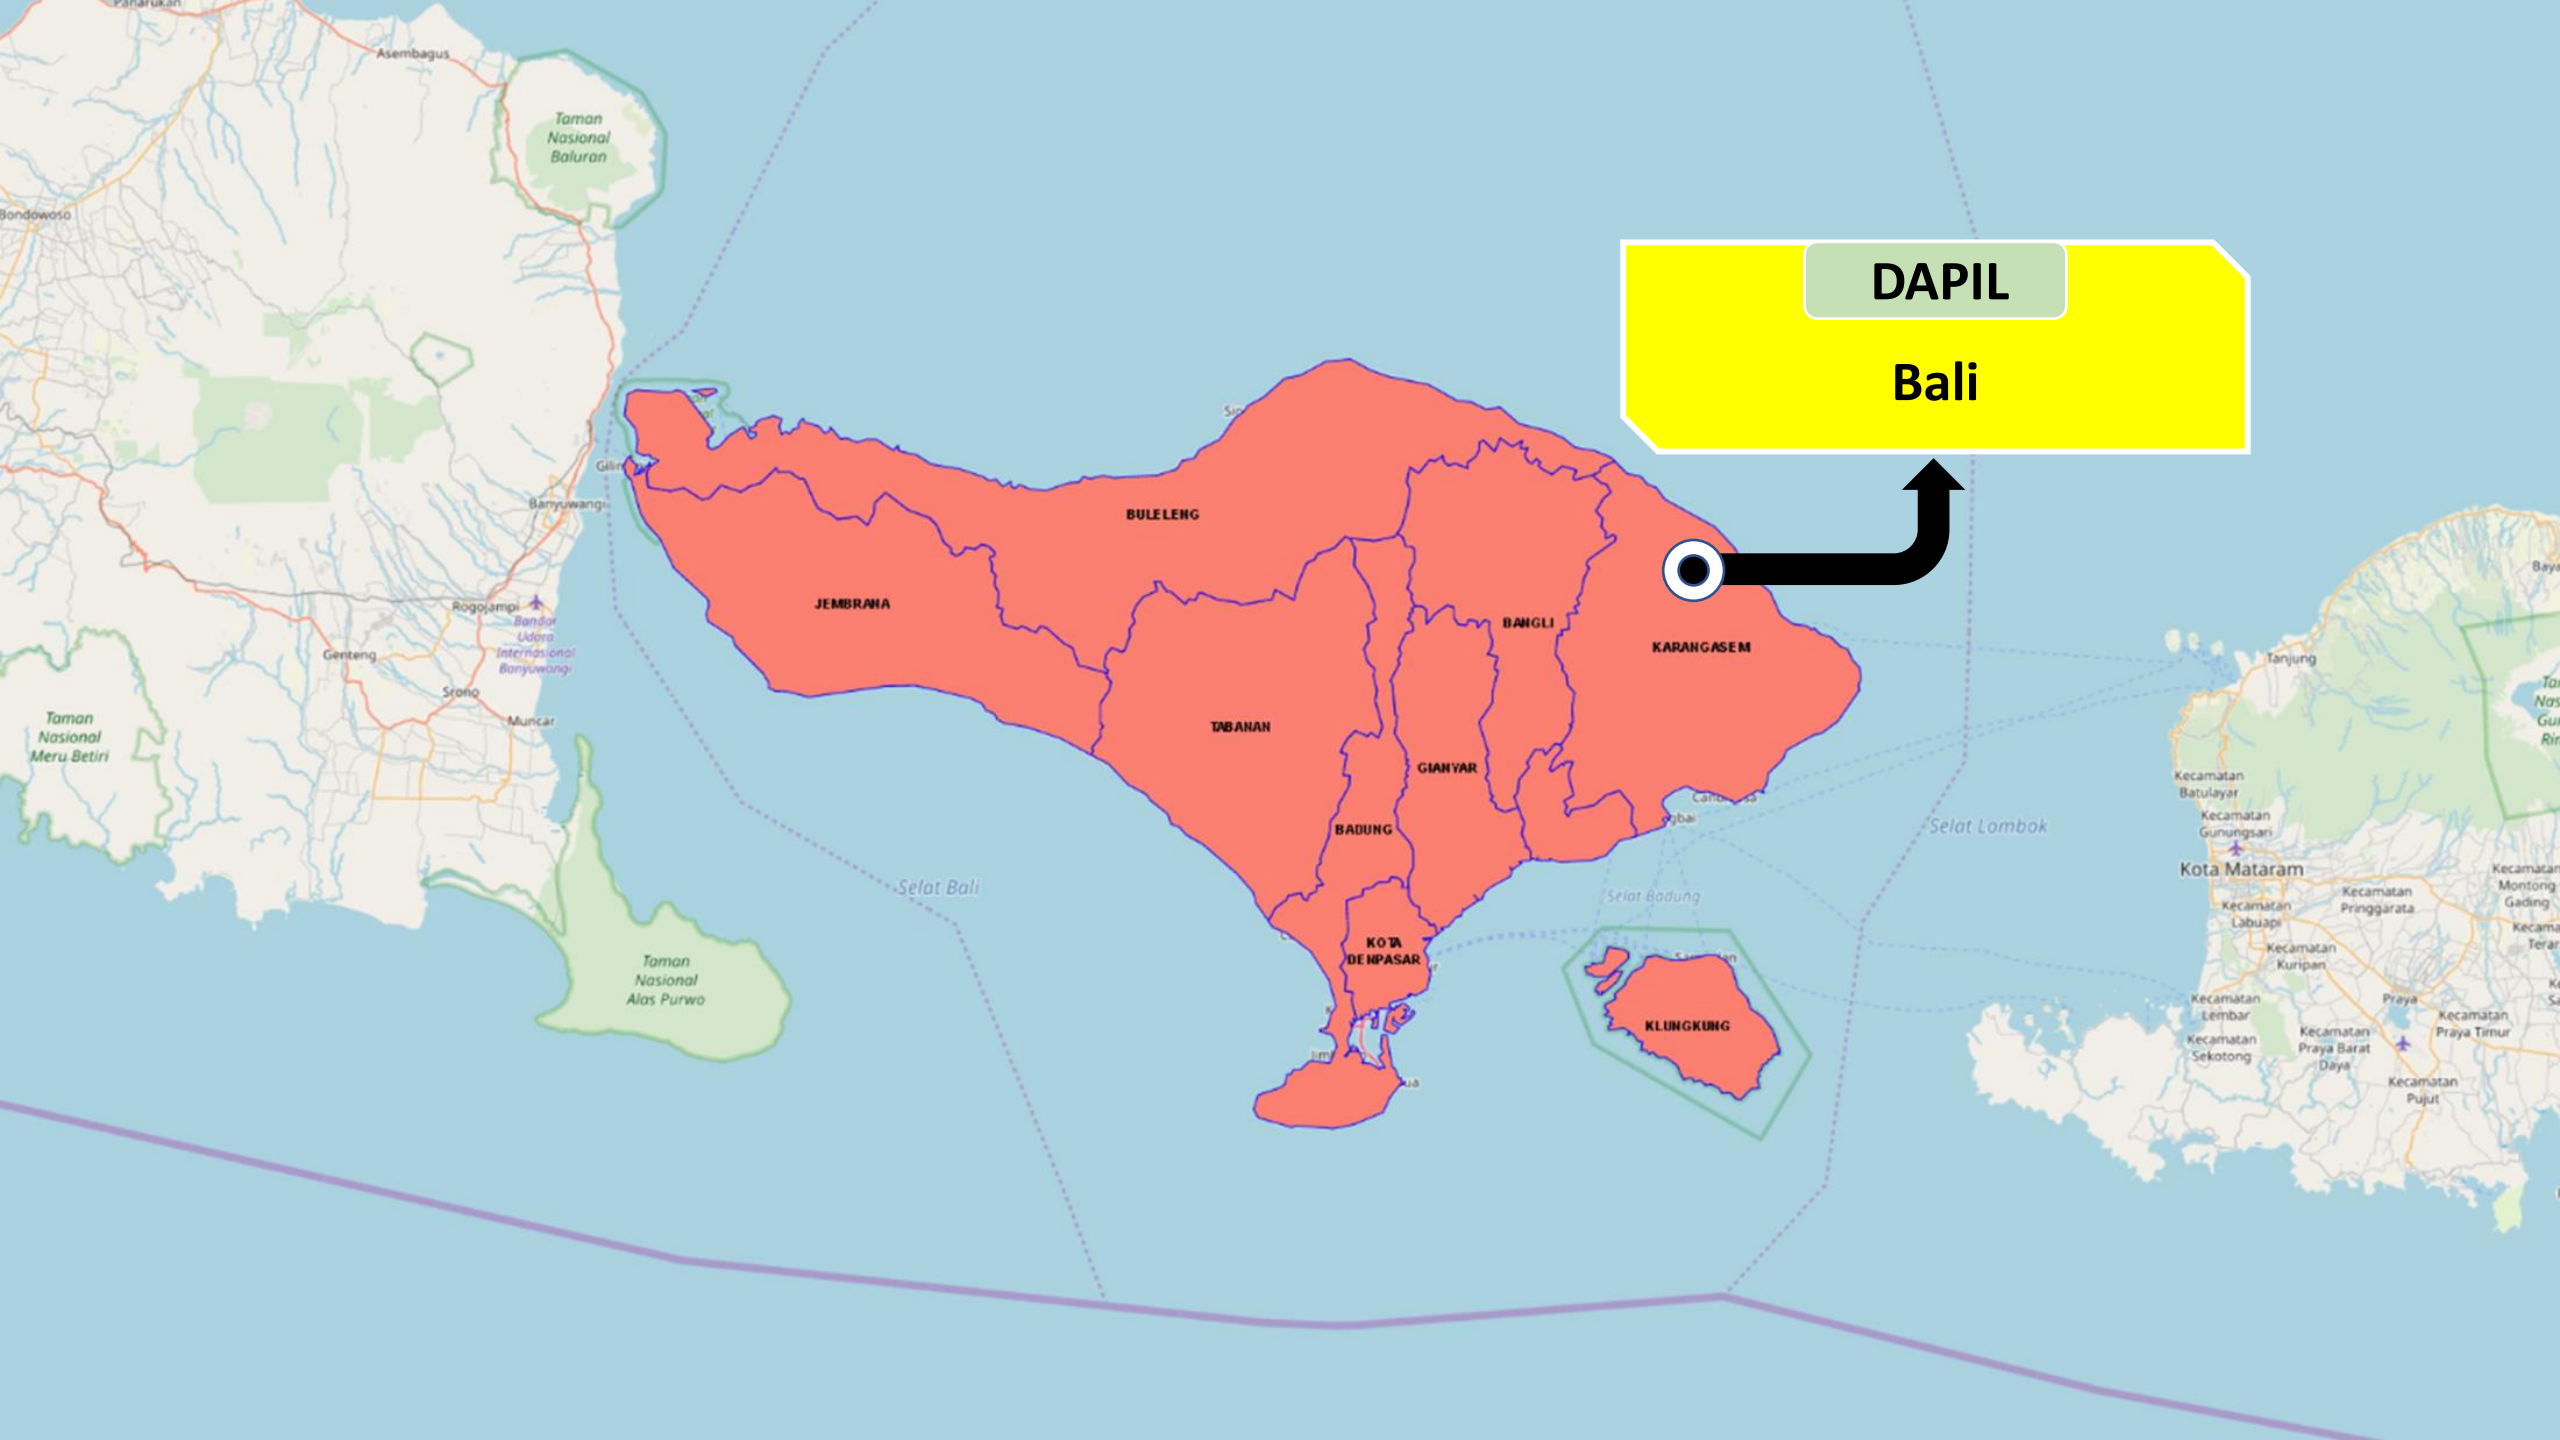 Asembagus
Taman
Nasional
Baluran
Bondowoso
DAPIL
Bali
Banyuwangi
BULELENG
JEMBRANA
Rogojampi
Bandar
Udara
Internasional
Banyuwangi
BANGLI
KARANGASEM
Genteng
Tanjung
Srono
Muncar
Taman
Nasional
Meru Betiri
TABANAN
GIANYAR
Kecamatan
Batulayar
BADUNG
Selat Lombok
Kecamatan
Gunungsari
Kota Mataram
Selat Bali
Selat Badung
Kecamatan
Pringgarata
Kecamatan
Montong
Gading
Kecamatan
Labuapi
KOTA
DENPASAR
Kecamatan
Kuripan
Taman
Nasional
Alas Purwo
KLUNGKUNG
Kecamatan
Lembar
Praya
Kecamatan
Praya Timur
Kecamatan
Sekotong
Kecamatan
Praya Barat
Daya
Kecamatan
Pujut